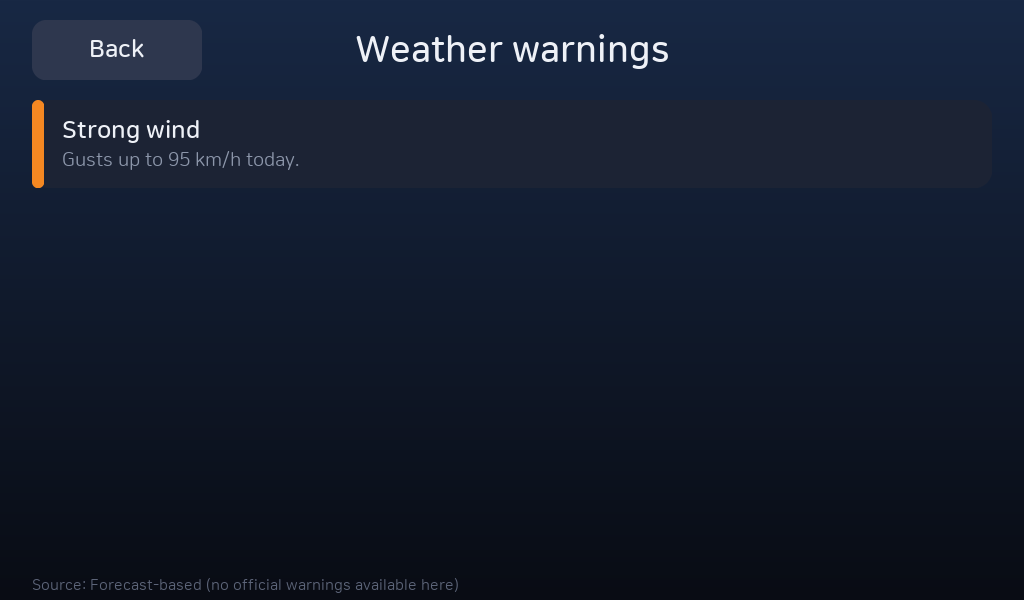 Back
Weather warnings
Strong wind
Gusts up to 95 km/h today.
Source: Forecast-based (no official warnings available here)